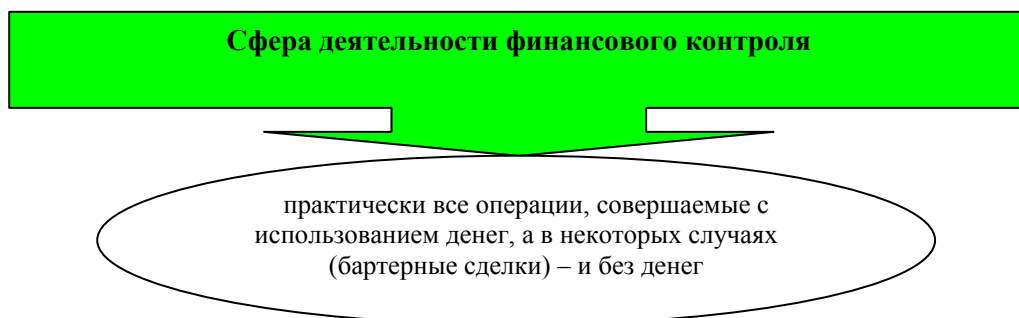 Сфера деятельности финансового контроля
практически все операции, совершаемые с
использованием денег, а в некоторых случаях
(бартерные сделки) – и без денег